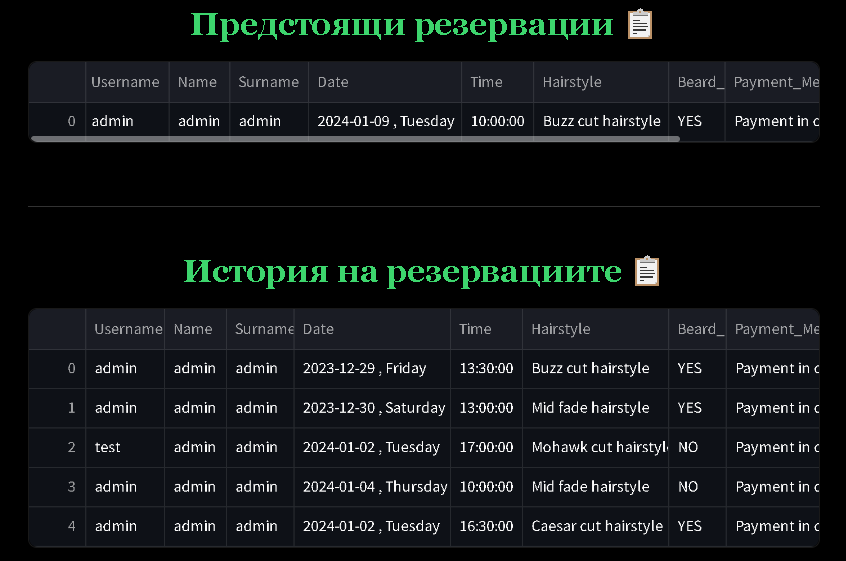 Предстоящи резервации
Username Name Surname Date Time Hairstyle Beard_ Payment_Me
0 admin admin admin 2024-01-09 , Tuesday 10:00:00 Buzz cut hairstyle YES Payment in c
История на резервациите
Username Name Surname Date Time Hairstyle Beard_ Payment_Me
0 admin admin admin 2023-12-29 , Friday 13:30:00 Buzz cut hairstyle YES Payment in c
1 admin admin admin 2023-12-30 , Saturday 13:00:00 Mid fade hairstyle YES Payment in c
2 test admin admin 2024-01-02 , Tuesday 17:00:00 Mohawk cut hairstyl NO Payment in c
3 admin admin admin 2024-01-04 , Thursday 10:00:00 Mid fade hairstyle NO Payment in c
4 admin admin admin 2024-01-02 , Tuesday 16:30:00 Caesar cut hairstyle YES Payment in c